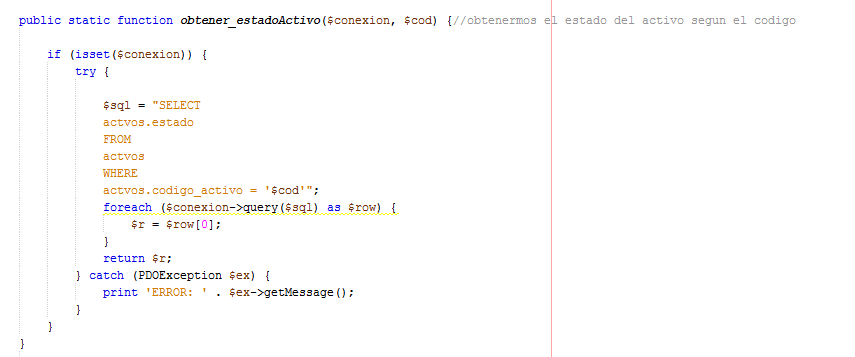 public static function obtener_estadoActivo($conexion, $cod) {//obtenermos el estado del activo segun el codigo
if (isset($conexion)) {
try {
$sql = "SELECT
actvos.estado
FROM
actvos
WHERE
actvos.codigo_activo = '$cod'";
foreach ($conexion->query($sql) as $row) {
$r = $row[0];
}
return $r;
} catch (PDOException $ex) {
print 'ERROR: ' . $ex->getMessage();
}
}
}